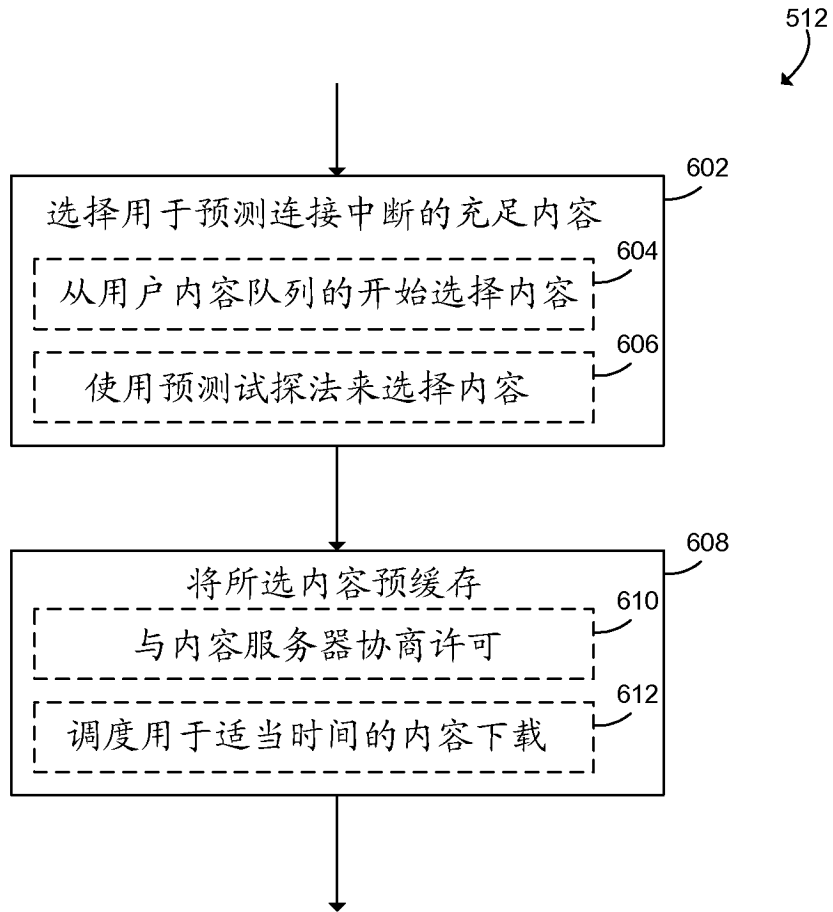 512
602
选择用于预测连接中断的充足内容
604
从用户内容队列的开始选择内容
606
使用预测试探法来选择内容
608
将所选内容预缓存
610
与内容服务器协商许可
612
调度用于适当时间的内容下载